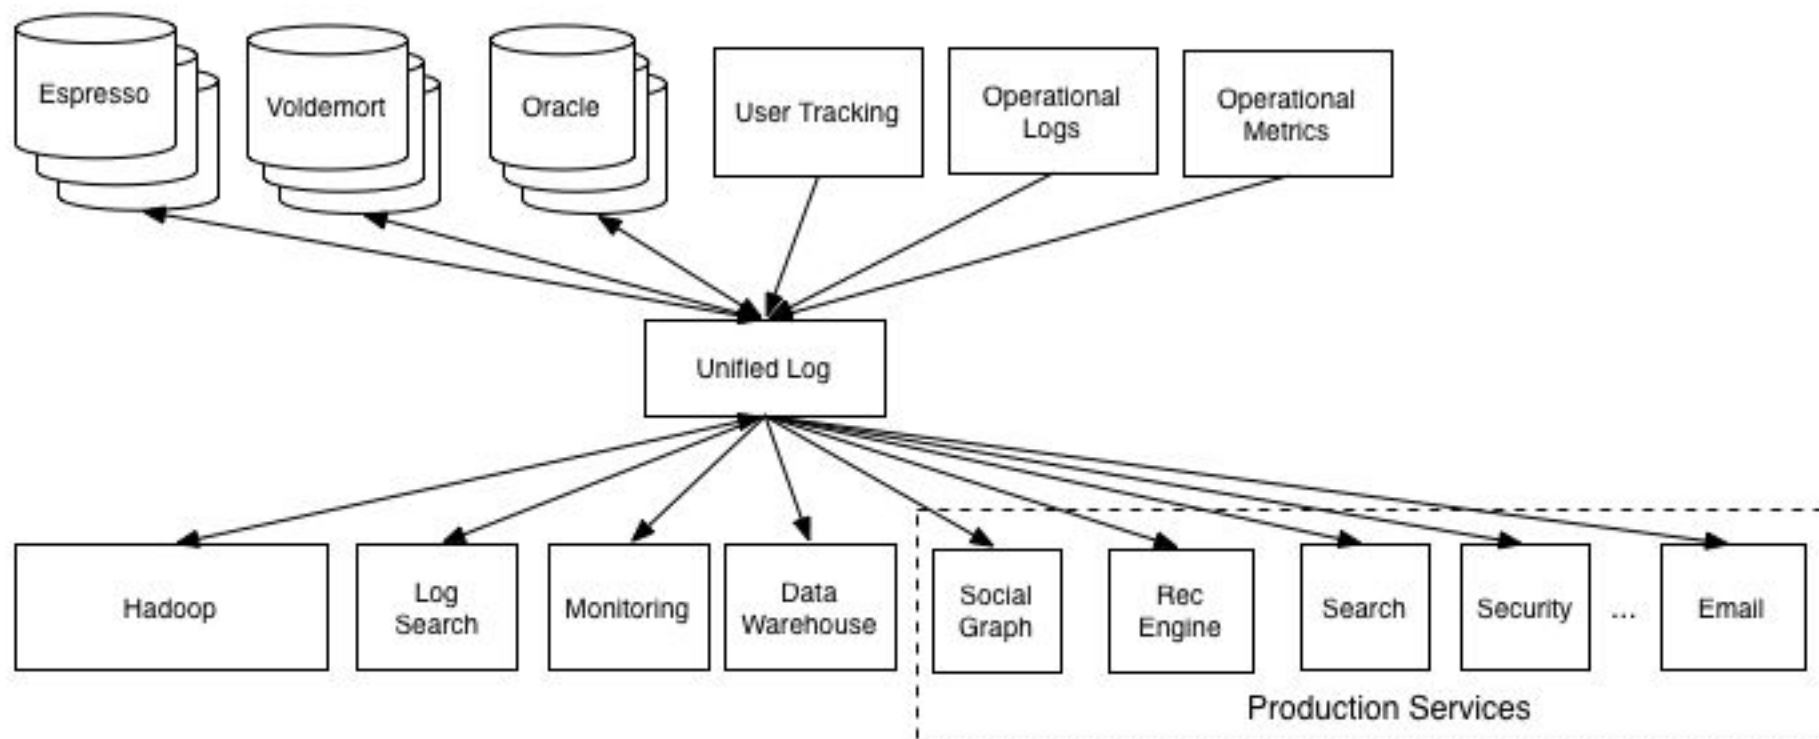 Espresso
Voldemort
Oracle
User Tracking
Operational
Logs
Operational
Metrics
Unified Log
Hadoop
Log
Search
Monitoring
Data
Warehouse
Social
Graph
Rec
Engine
Search
Security
...
Email
Production Services